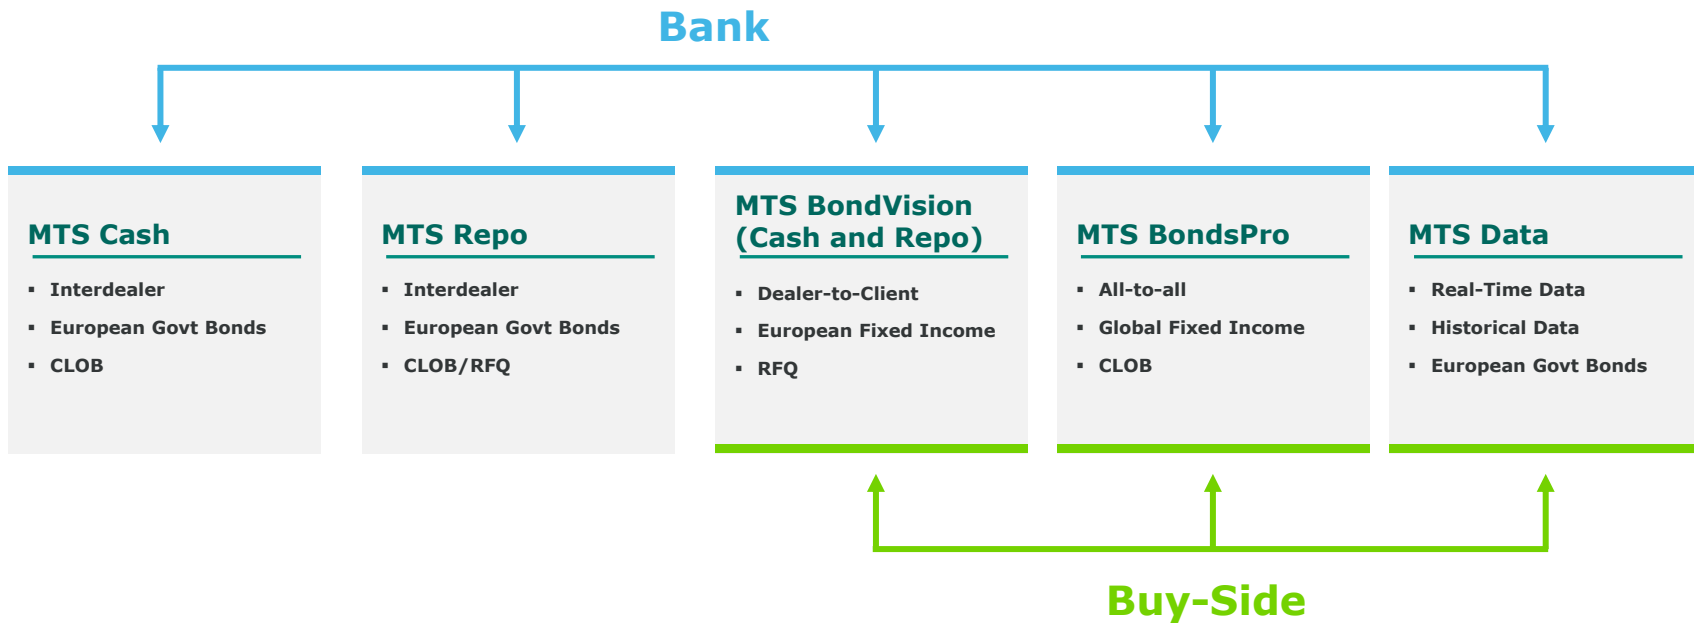 Bank
MTS Cash
▪ Interdealer
▪ European Govt Bonds
▪ CLOB
MTS Repo
▪ Interdealer
▪ European Govt Bonds
▪ CLOB/RFQ
MTS BondVision
(Cash and Repo)
▪ Dealer-to-Client
▪ European Fixed Income
▪ RFQ
MTS BondsPro
▪ All-to-all
▪ Global Fixed Income
▪ CLOB
MTS Data
▪ Real-Time Data
▪ Historical Data
▪ European Govt Bonds
Buy-Side